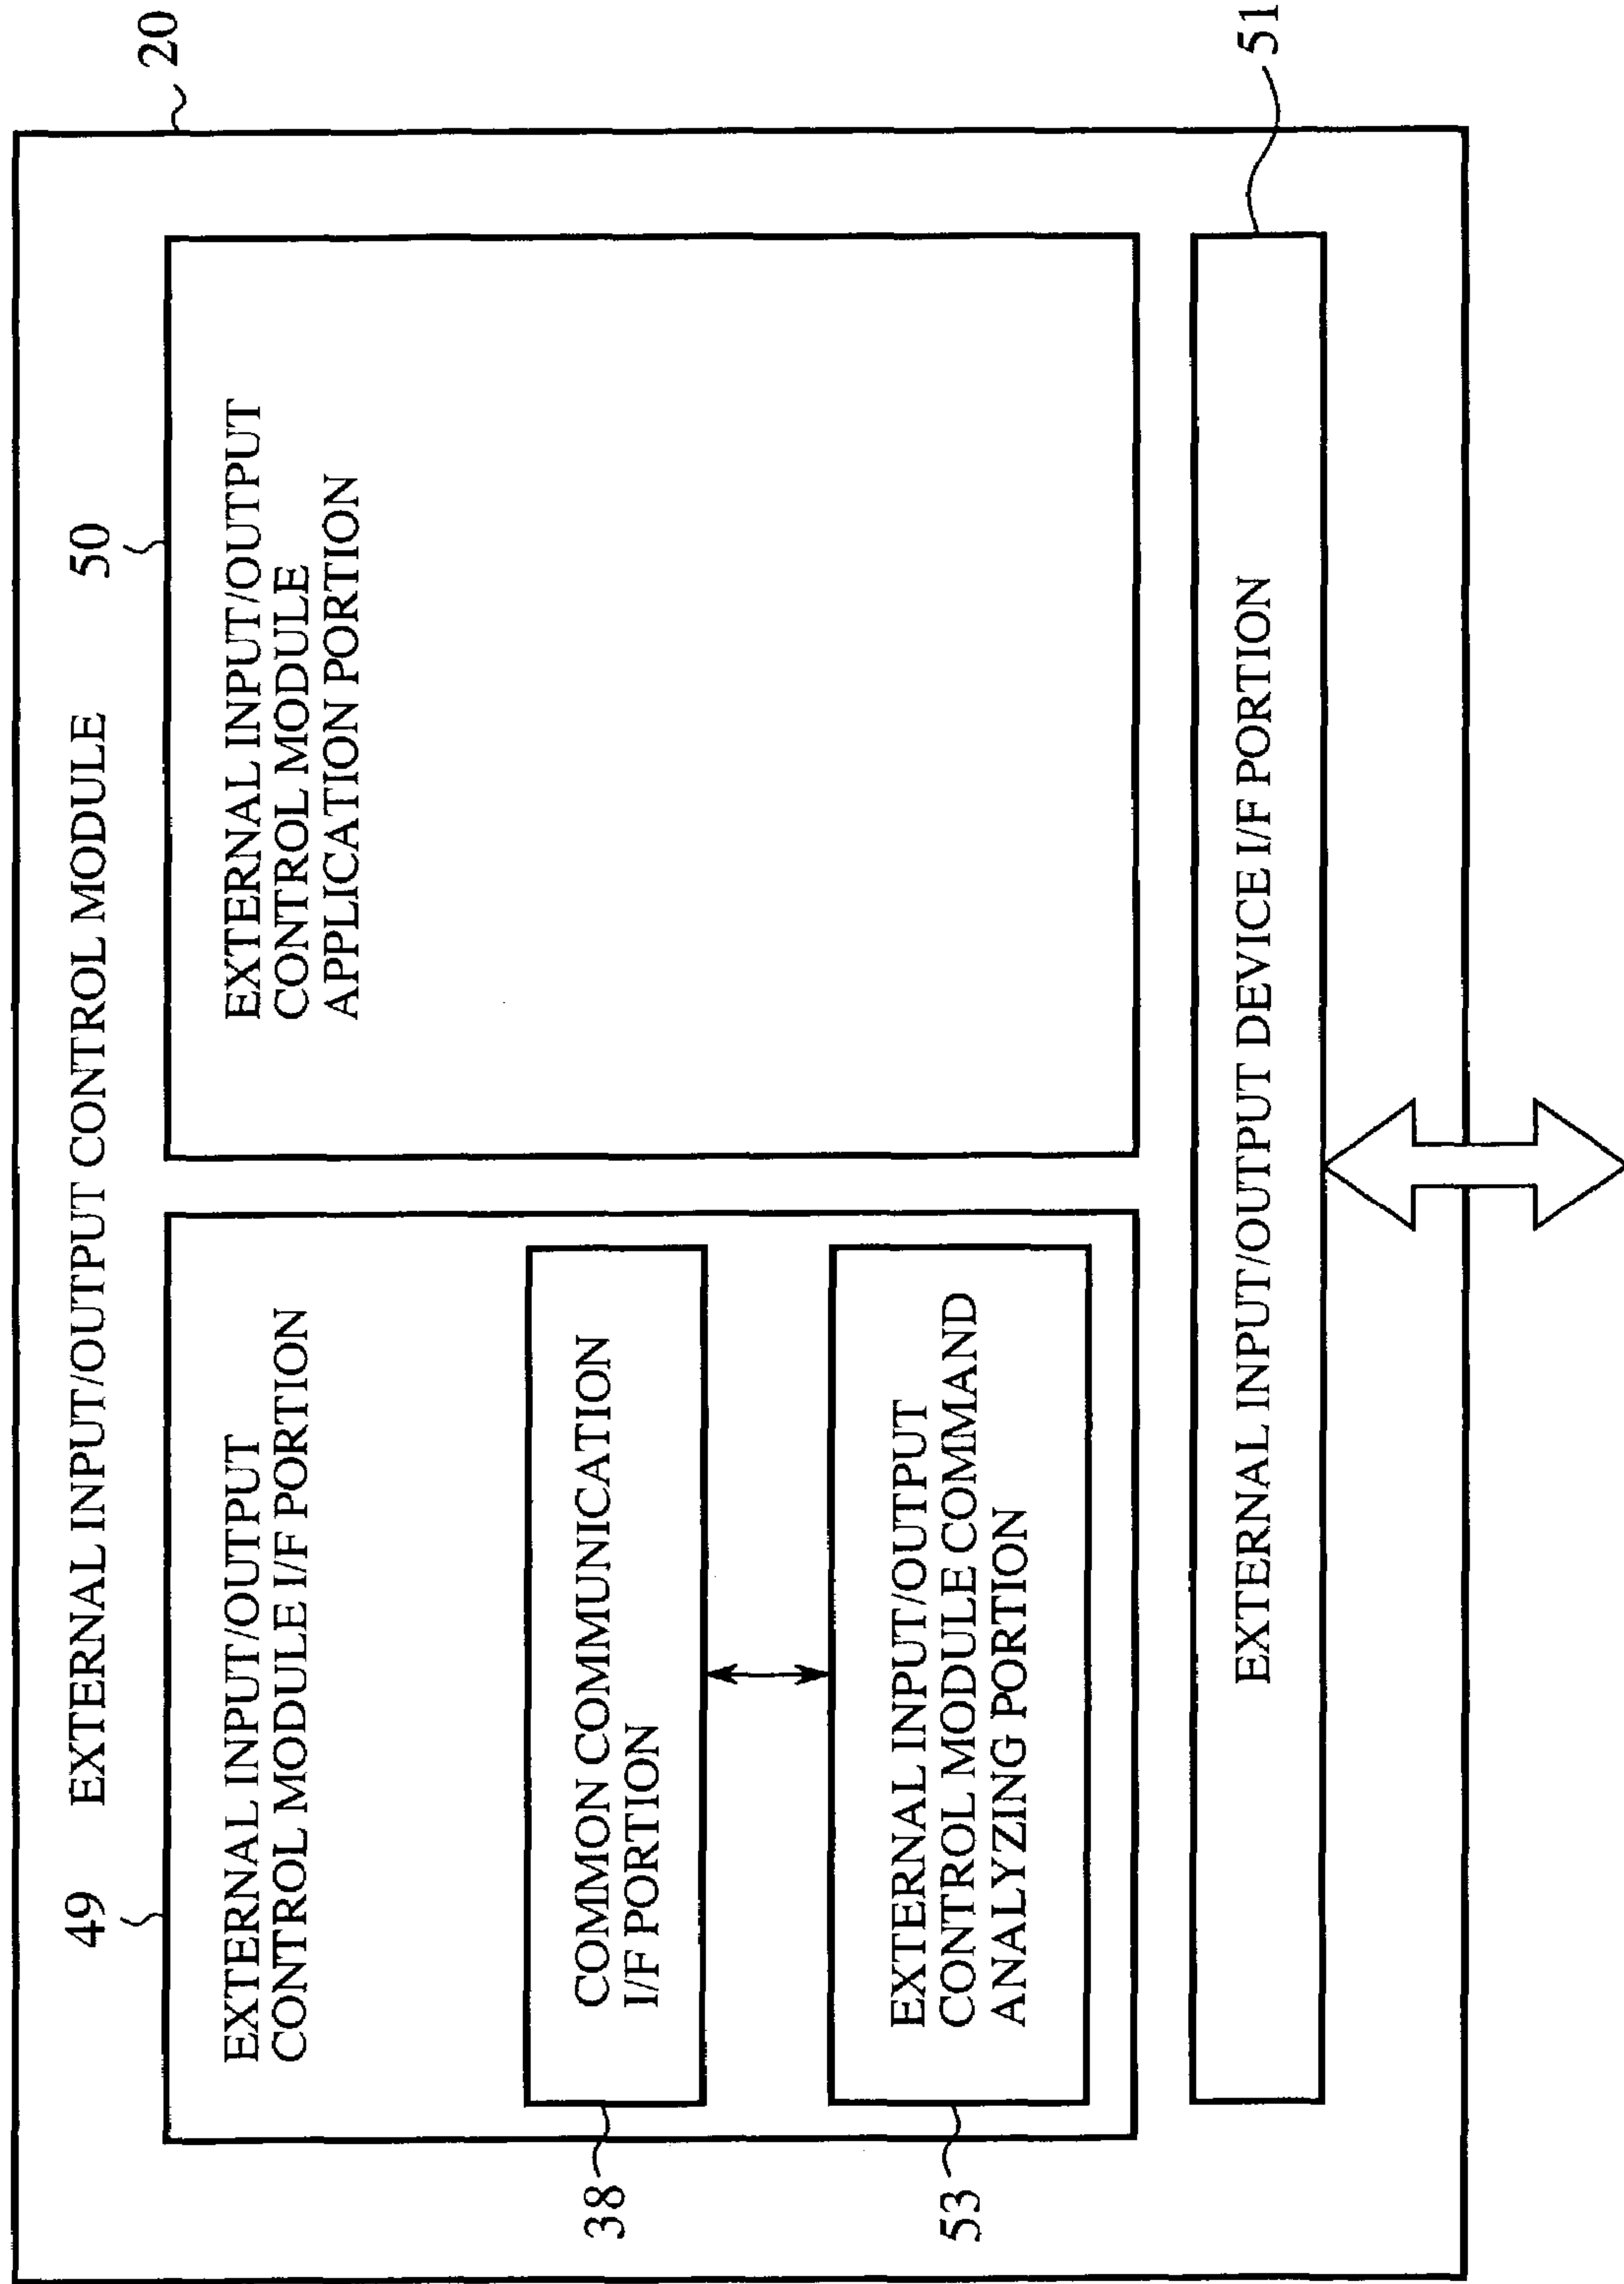 20
49
EXTERNAL INPUT/OUTPUT CONTROL MODULE
50
EXTERNAL INPUT/OUTPUT
CONTROL MODULE I/F PORTION
38
COMMON COMMUNICATION
I/F PORTION
53
EXTERNAL INPUT/OUTPUT
CONTROL MODULE COMMAND
ANALYZING PORTION
EXTERNAL INPUT/OUTPUT
CONTROL MODULE
APPLICATION PORTION
EXTERNAL INPUT/OUTPUT DEVICE I/F PORTION
51